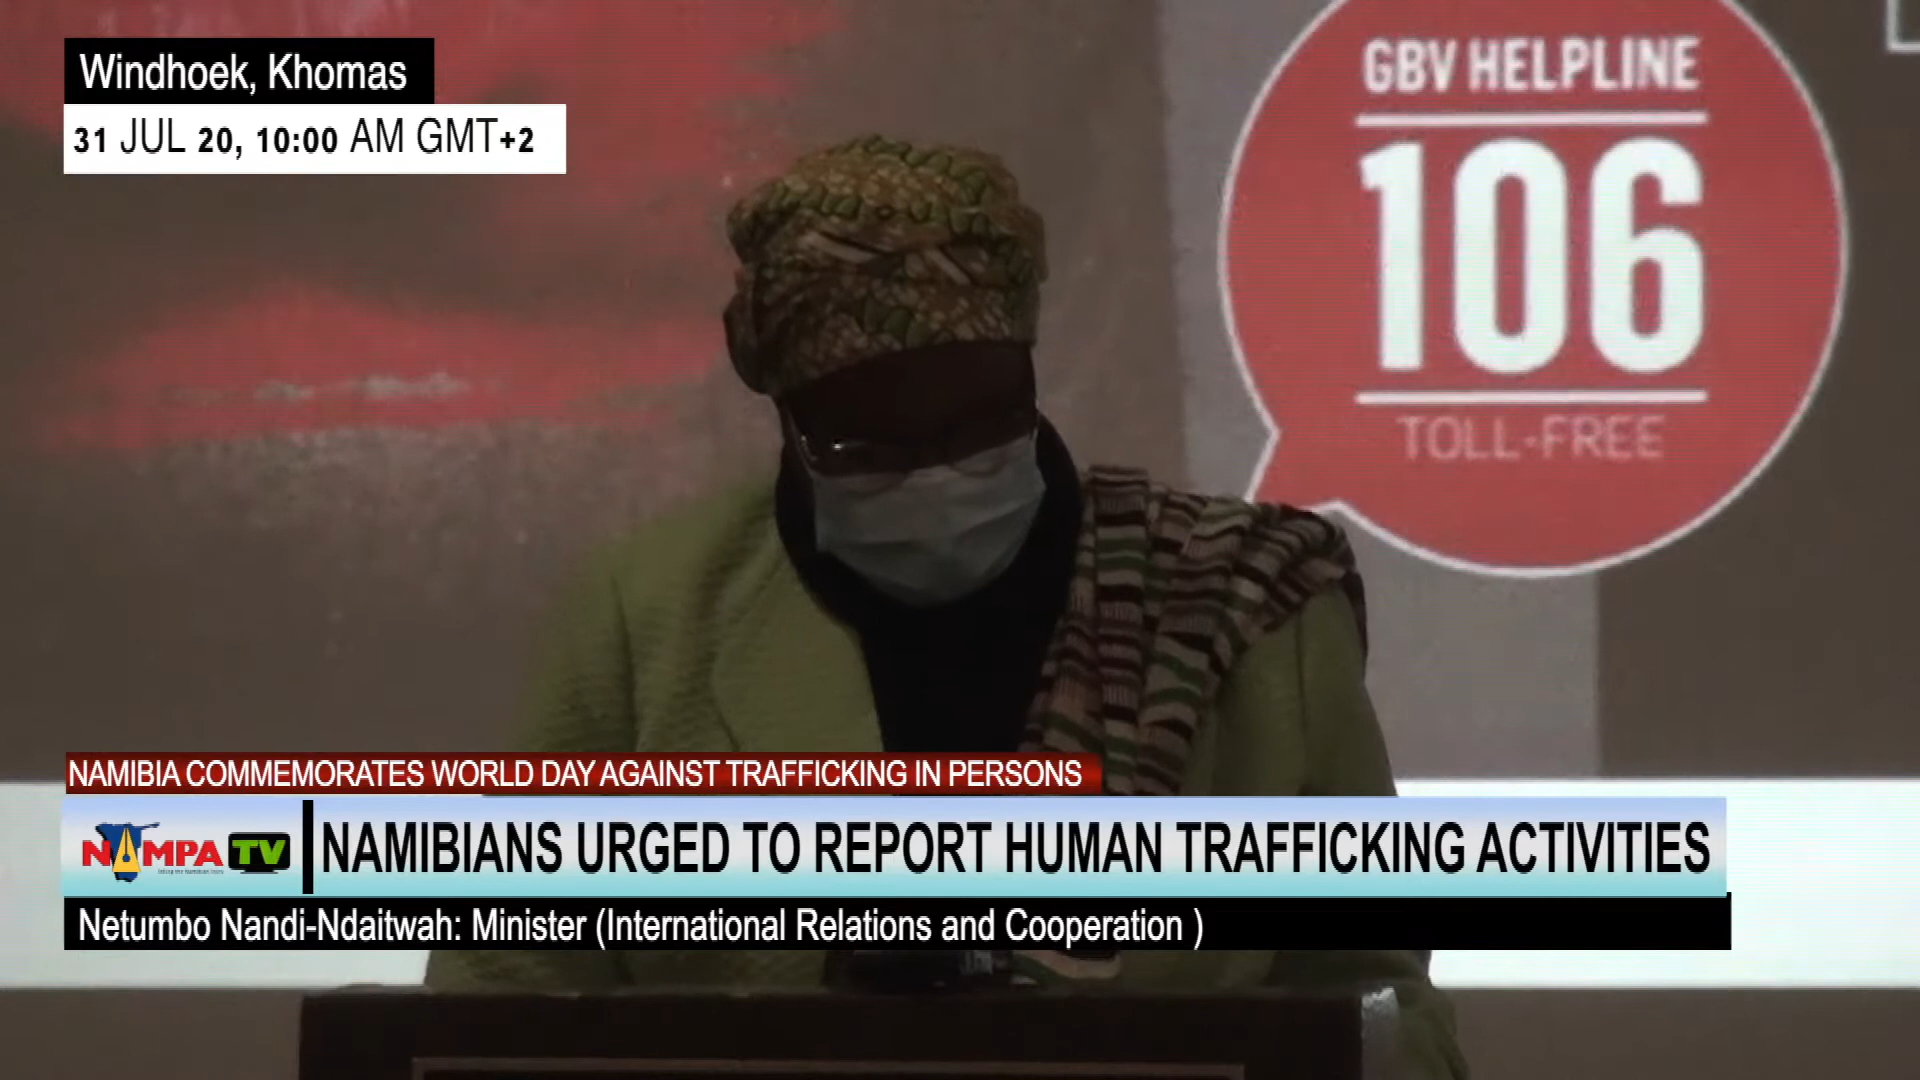 Windhoek, Khomas
31 JUL 20, 10:00 AM GMT+2
GBV HELPLINE
106
TOLL-FREE
NAMIBIA COMMEMORATES WORLD DAY AGAINST TRAFFICKING IN PERSONS
NAMPA TV
NAMIBIANS URGED TO REPORT HUMAN TRAFFICKING ACTIVITIES
Netumbo Nandi-Ndaitwah: Minister (International Relations and Cooperation )